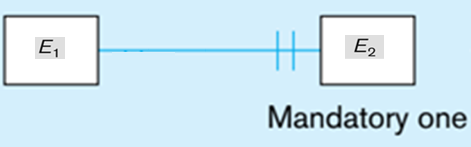 E₁ E₂
Mandatory one